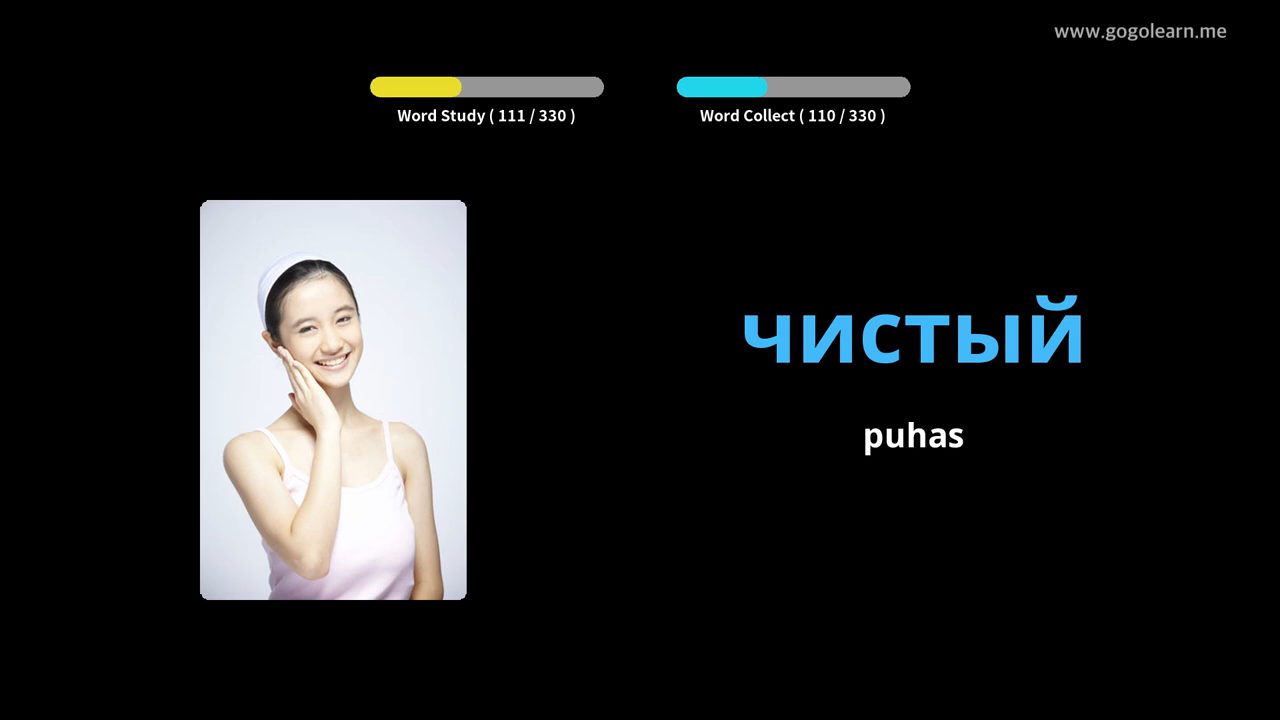 www.gogolearn.me
Word Study ( 111 / 330 )
Word Collect ( 110 / 330 )
чистый
puhas